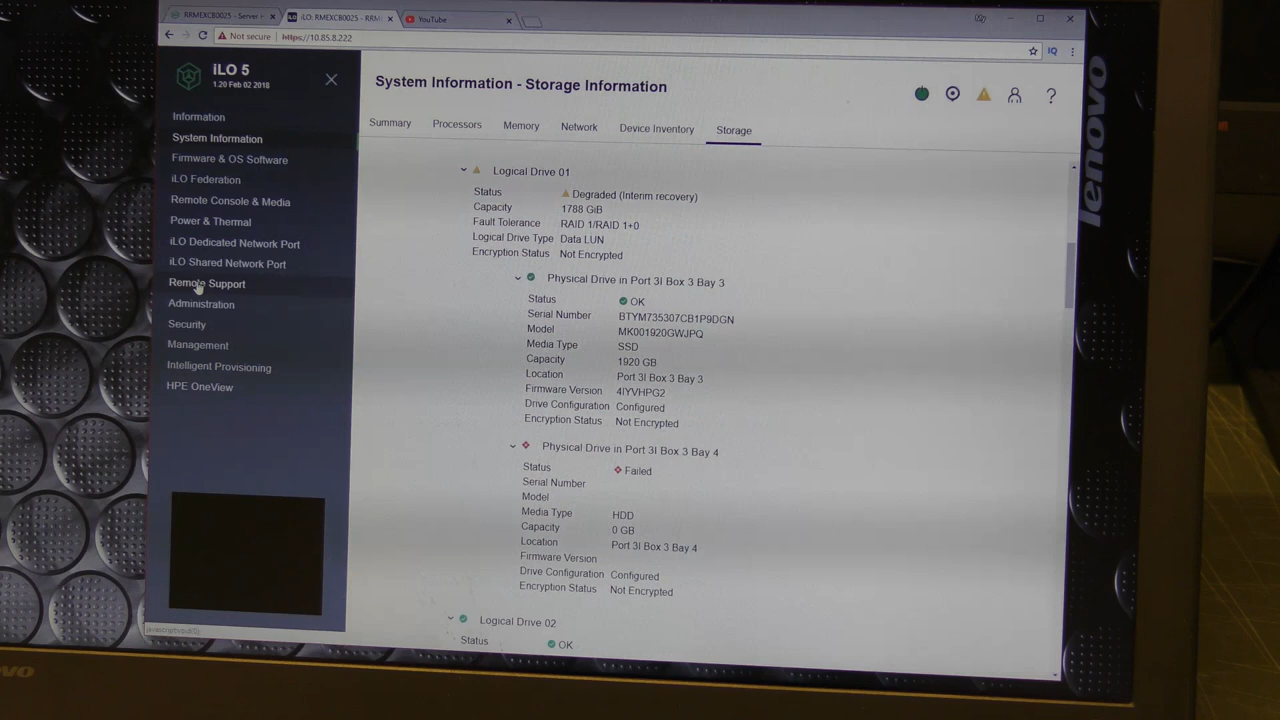 RRMEXCB0025 - Server
iLO: RMEXCB0025 - RRM
YouTube
Not secure https://10.85.8.222
iLO 5
1.20 Feb 02 2018
Information
System Information
Firmware & OS Software
iLO Federation
Remote Console & Media
Power & Thermal
iLO Dedicated Network Port
iLO Shared Network Port
Remote Support
Administration
Security
Management
Intelligent Provisioning
HPE OneView
System Information - Storage Information
Summary Processors Memory Network Device Inventory Storage
Logical Drive 01
Status Degraded (Interim recovery)
Capacity 1788 GiB
Fault Tolerance RAID 1/RAID 1+0
Logical Drive Type Data LUN
Encryption Status Not Encrypted
Physical Drive in Port 3I Box 3 Bay 3
Status OK
Serial Number BTYM735307CB1P9DGN
Model MK001920GWJPQ
Media Type SSD
Capacity 1920 GB
Location Port 3I Box 3 Bay 3
Firmware Version 4IYVHPG2
Drive Configuration Configured
Encryption Status Not Encrypted
Physical Drive in Port 3I Box 3 Bay 4
Status Failed
Serial Number
Model
Media Type HDD
Capacity 0 GB
Location Port 3I Box 3 Bay 4
Firmware Version
Drive Configuration Configured
Encryption Status Not Encrypted
Logical Drive 02
Status OK
lenovo